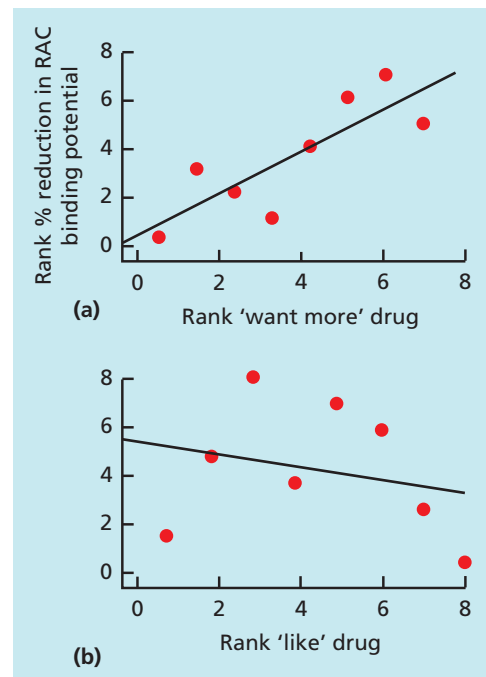 Rank % reduction in RAC
binding potential
8
6
4
2
0
0 2 4 6 8
(a)
Rank ‘want more’ drug
8
6
4
2
0
0 2 4 6 8
Rank ‘like’ drug
(b)